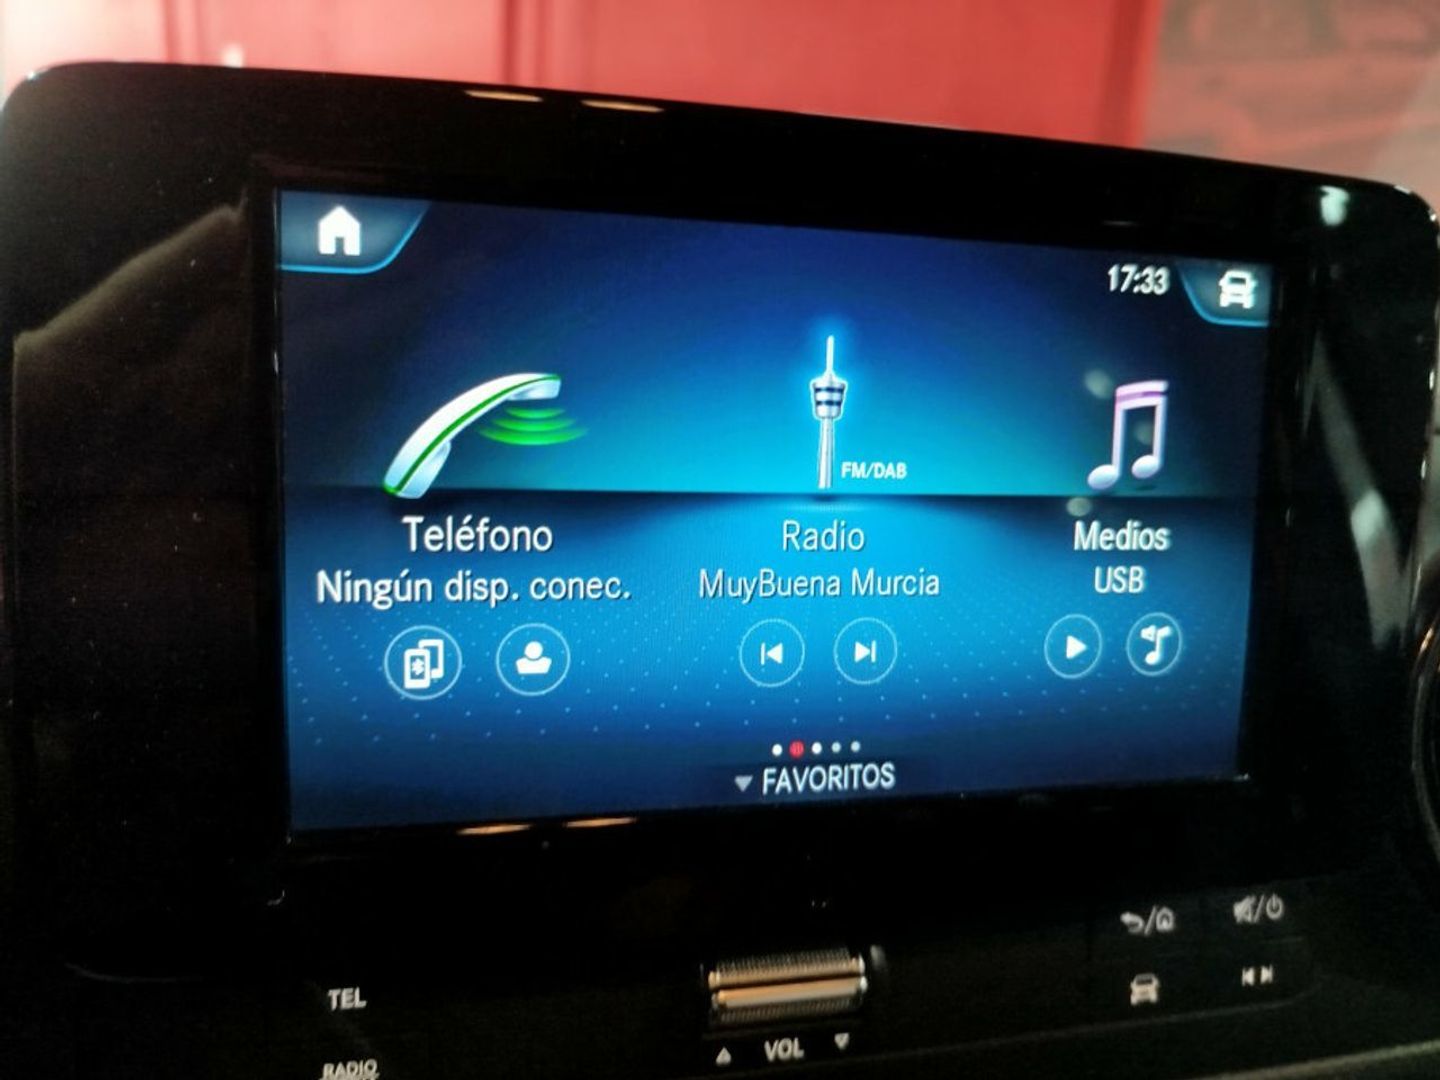 17:33
FM/DAB
Teléfono
Ningún disp. conec.
Radio
MuyBuena Murcia
Medios
USB
FAVORITOS
TEL
VOL
RADIO